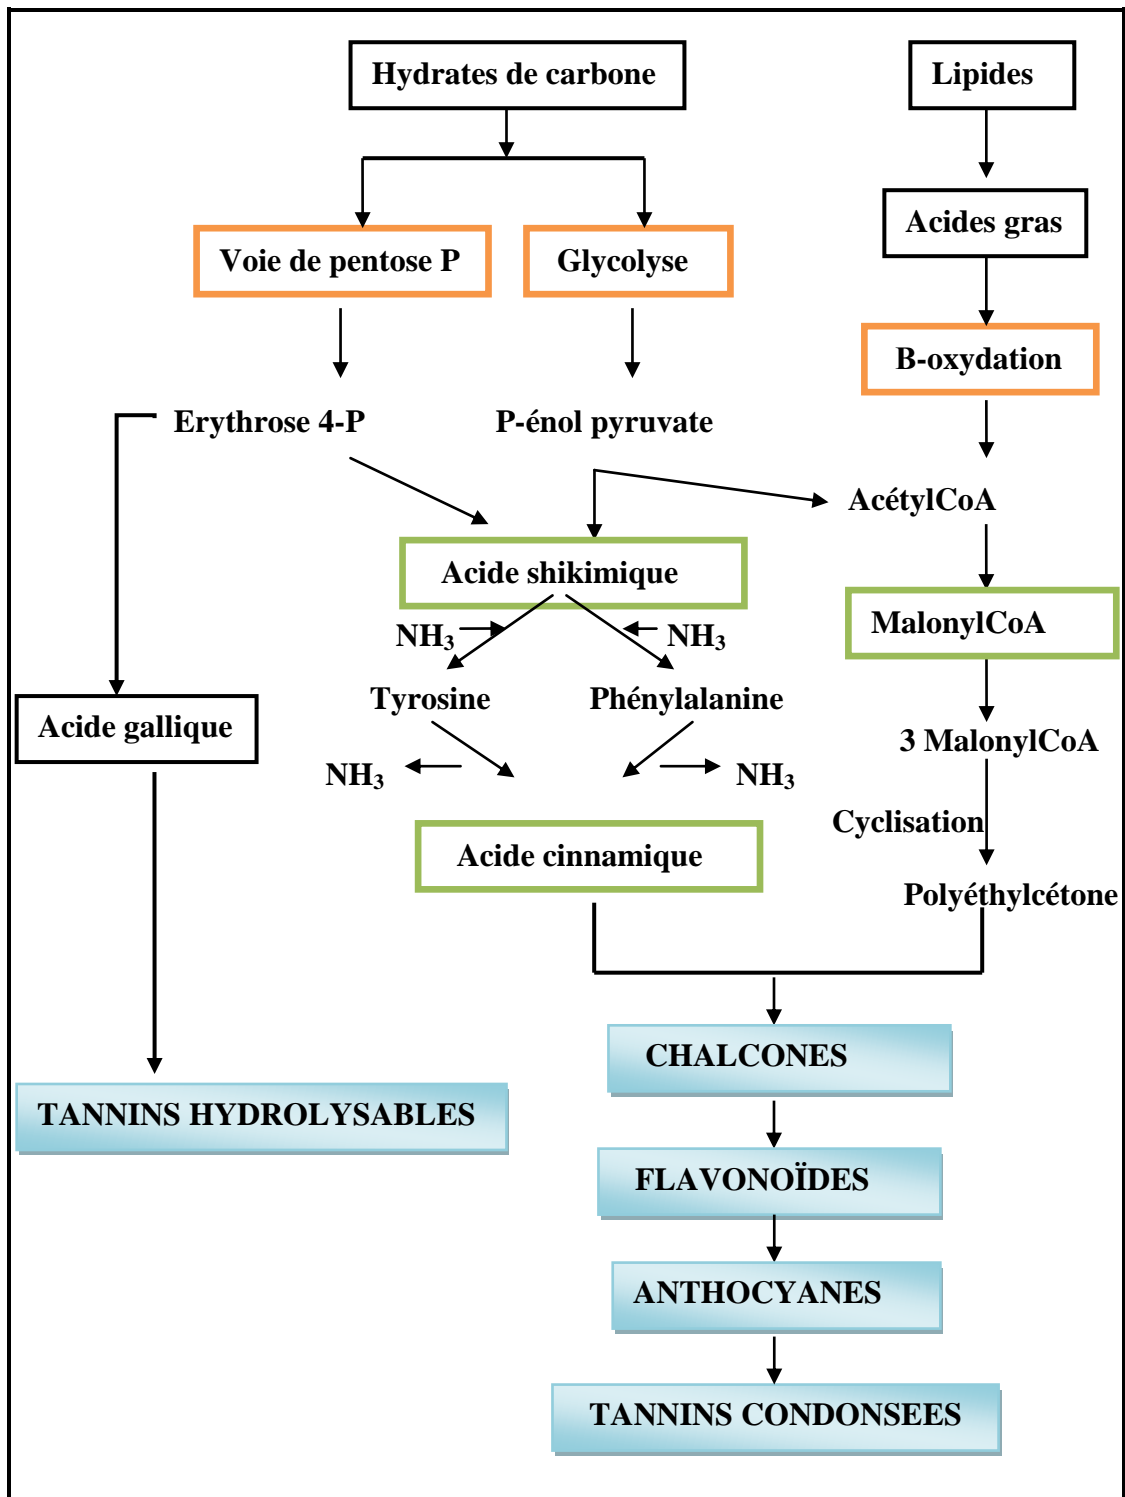 Hydrates de carbone
Lipides
Acides gras
Voie de pentose P
Glycolyse
B-oxydation
Erythrose 4-P
P-énol pyruvate
AcétylCoA
Acide shikimique
MalonylCoA
NH₃
NH₃
Tyrosine
Phénylalanine
Acide gallique
3 MalonylCoA
NH₃
NH₃
Cyclisation
Acide cinnamique
Polyéthylcétone
CHALCONES
TANNINS HYDROLYSABLES
FLAVONOÏDES
ANTHOCYANES
TANNINS CONDONSEES